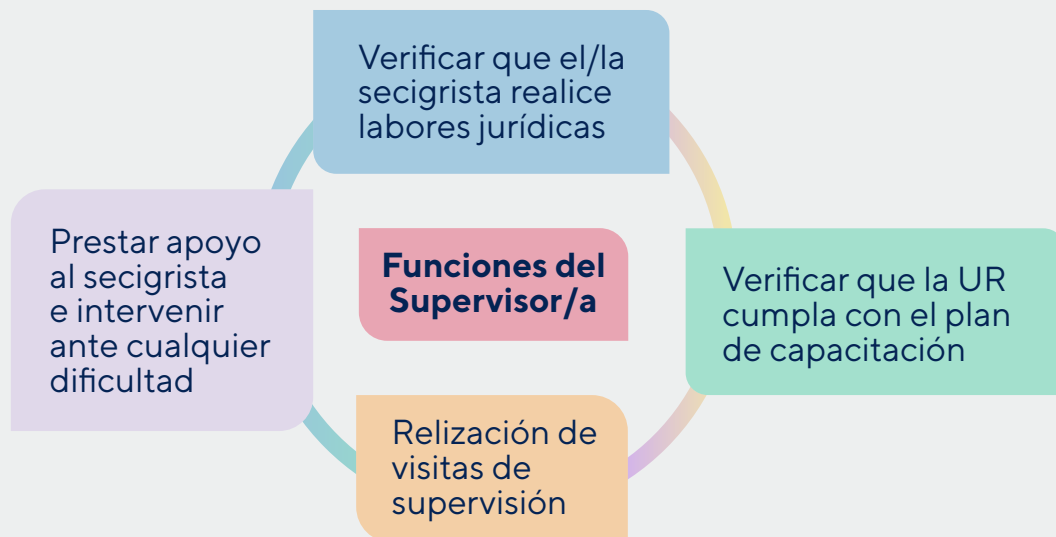 Verificar que el/la
secigrista realice
labores jurídicas
Prestar apoyo
al secigrista
e intervenir
ante cualquier
dificultad
Funciones del
Supervisor/a
Verificar que la UR
cumpla con el plan
de capacitación
Relización de
visitas de
supervisión